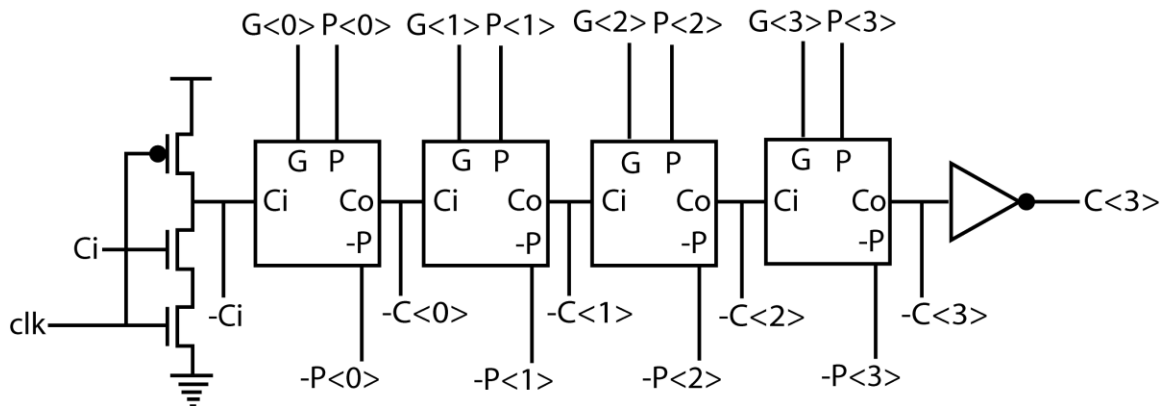 G<0> P<0> G<1> P<1> G<2> P<2> G<3> P<3>
G P G P G P G P
Ci Co Ci Co Ci Co Ci Co C<3>
-P -P -P -P
Ci
clk
-Ci -C<0> -C<1> -C<2> -C<3>
-P<0> -P<1> -P<2> -P<3>